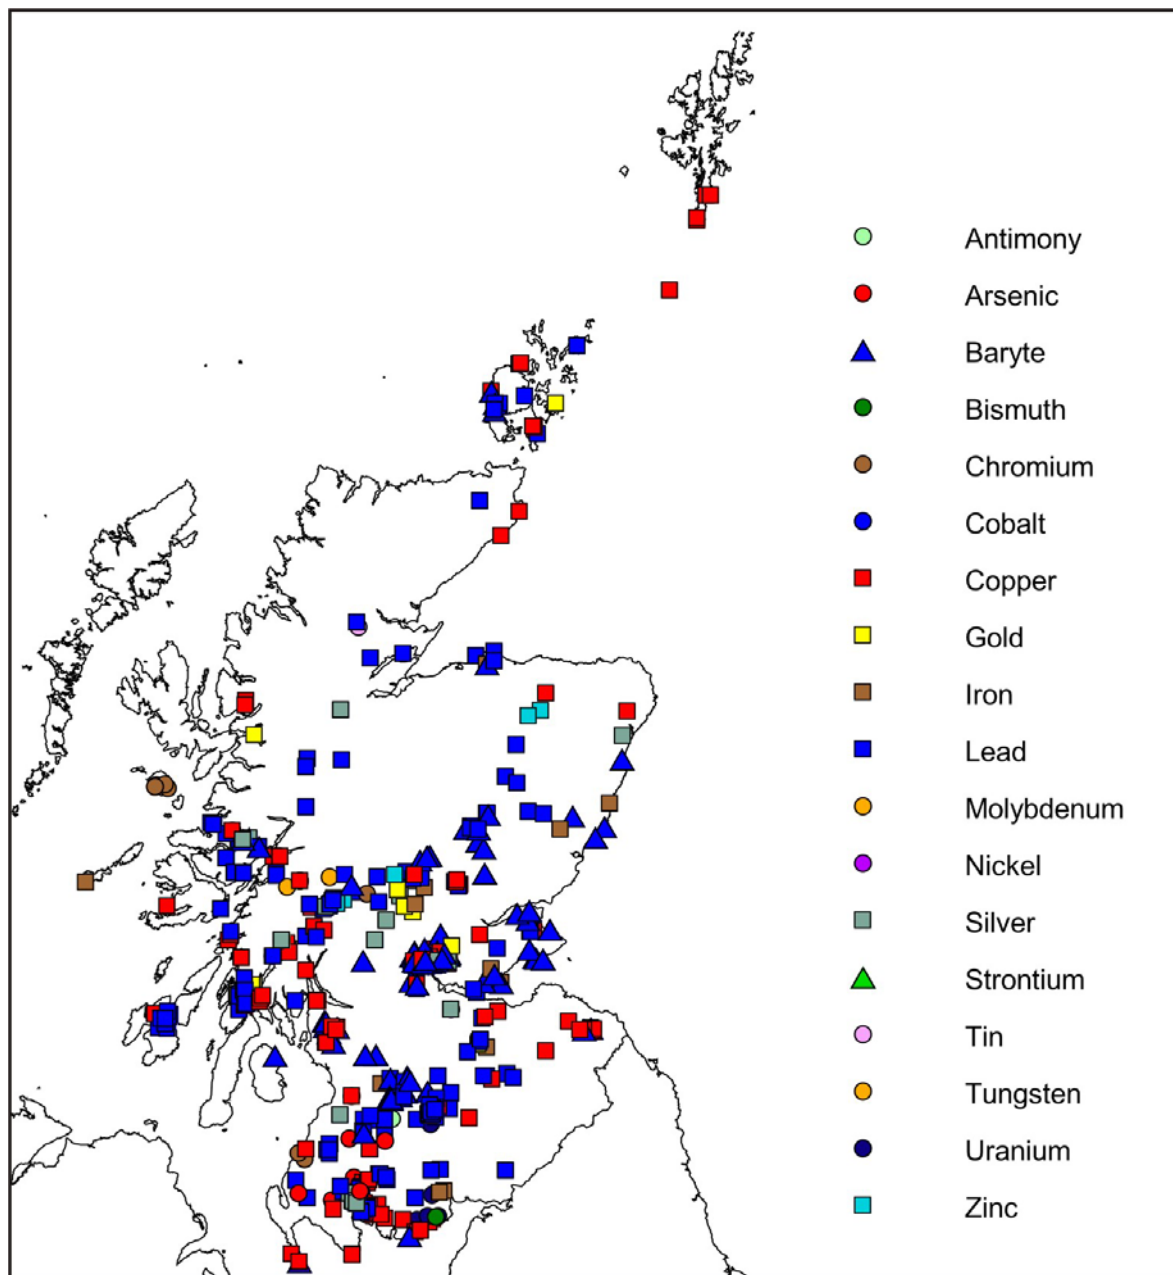 Antimony
Arsenic
Baryte
Bismuth
Chromium
Cobalt
Copper
Gold
Iron
Lead
Molybdenum
Nickel
Silver
Strontium
Tin
Tungsten
Uranium
Zinc